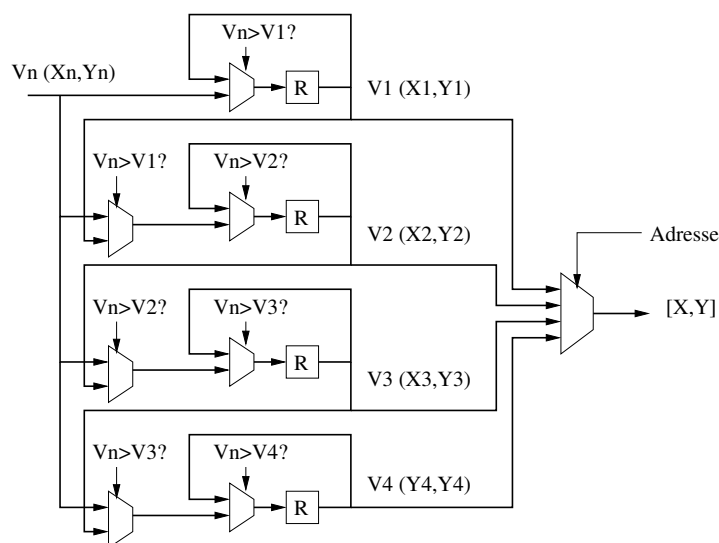 Vn>V1?
Vn (Xn,Yn)
R
V1 (X1,Y1)
Vn>V1?
Vn>V2?
R
V2 (X2,Y2)
Adresse
[X,Y]
Vn>V2?
Vn>V3?
R
V3 (X3,Y3)
Vn>V3?
Vn>V4?
R
V4 (Y4,Y4)